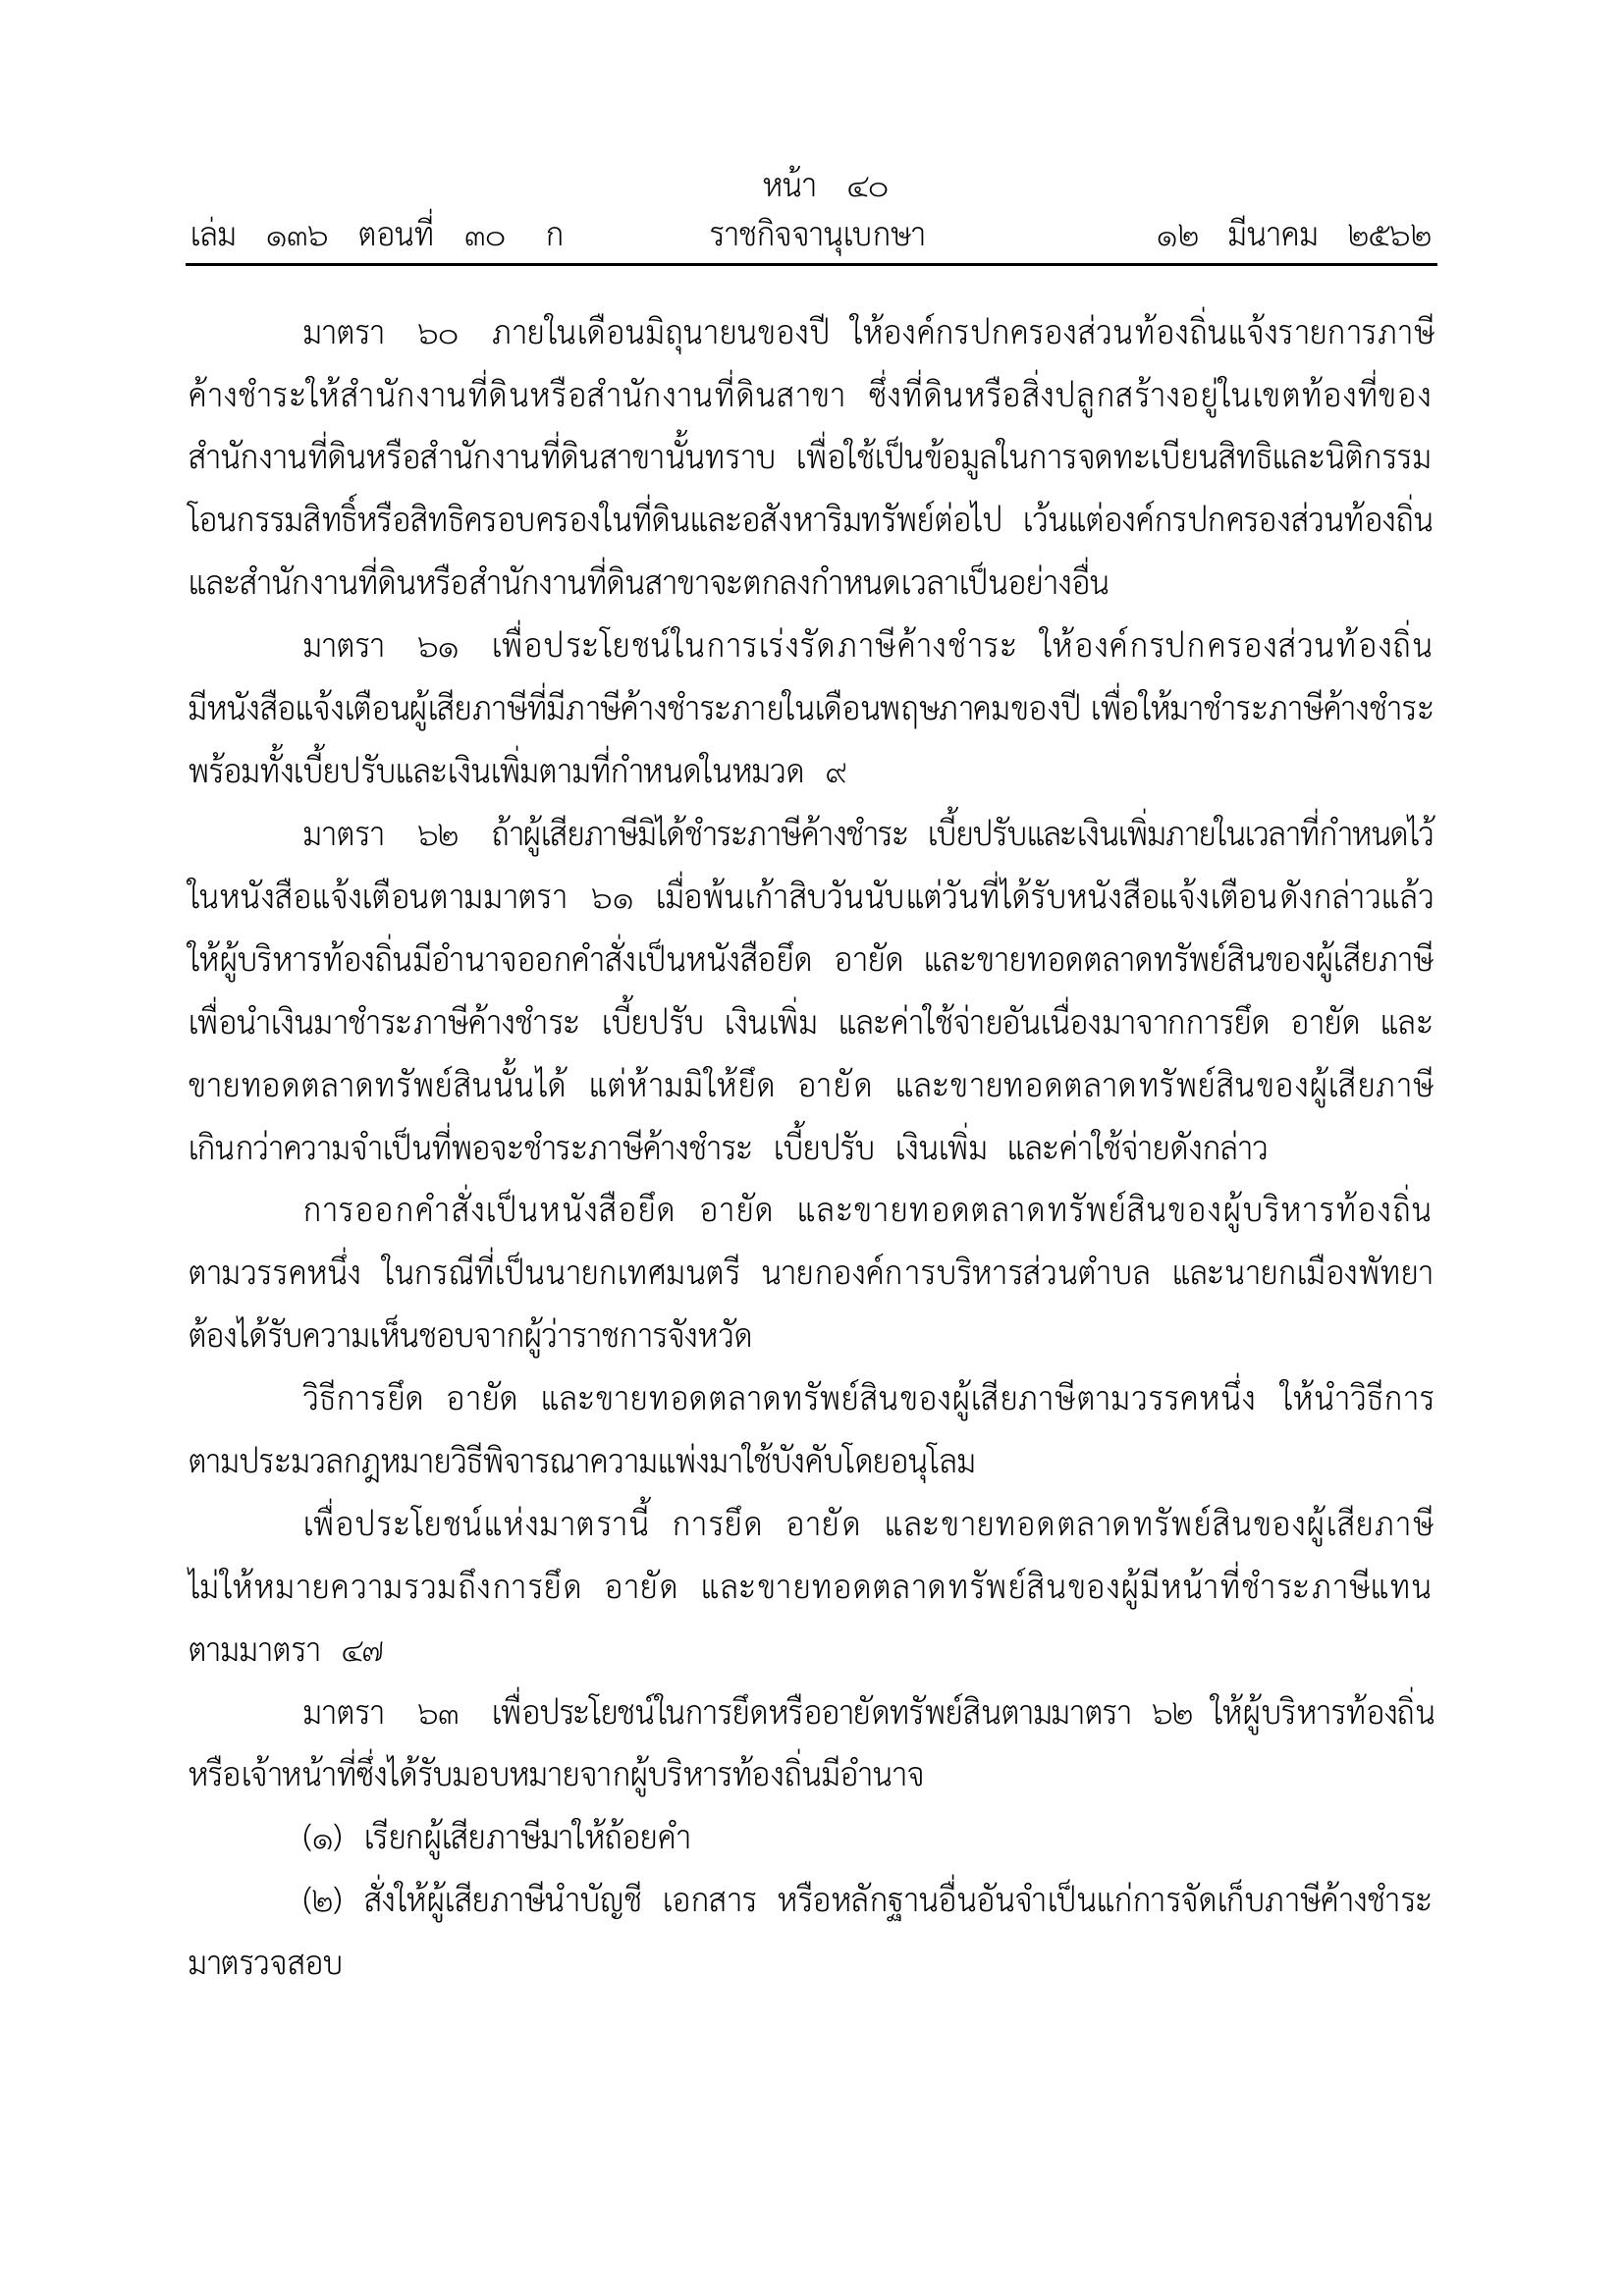 หน้า ๔๐
เล่ม ๑๓๖ ตอนที่ ๓๐ ก ราชกิจจานุเบกษา ๑๒ มีนาคม ๒๕๖๒
มาตรา ๖๐ ภายในเดือนมิถุนายนของปี ให้องค์กรปกครองส่วนท้องถิ่นแจ้งรายการภาษี
ค้างชำระให้สำนักงานที่ดินหรือสำนักงานที่ดินสาขา ซึ่งที่ดินหรือสิ่งปลูกสร้างอยู่ในเขตท้องที่ของ
สำนักงานที่ดินหรือสำนักงานที่ดินสาขานั้นทราบ เพื่อใช้เป็นข้อมูลในการจดทะเบียนสิทธิและนิติกรรม
โอนกรรมสิทธิ์หรือสิทธิครอบครองในที่ดินและอสังหาริมทรัพย์ต่อไป เว้นแต่องค์กรปกครองส่วนท้องถิ่น
และสำนักงานที่ดินหรือสำนักงานที่ดินสาขาจะตกลงกำหนดเวลาเป็นอย่างอื่น
มาตรา ๖๑ เพื่อประโยชน์ในการเร่งรัดภาษีค้างชำระ ให้องค์กรปกครองส่วนท้องถิ่น
มีหนังสือแจ้งเตือนผู้เสียภาษีที่มีภาษีค้างชำระภายในเดือนพฤษภาคมของปี เพื่อให้มาชำระภาษีค้างชำระ
พร้อมทั้งเบี้ยปรับและเงินเพิ่มตามที่กำหนดในหมวด ๙
มาตรา ๖๒ ถ้าผู้เสียภาษีมิได้ชำระภาษีค้างชำระ เบี้ยปรับและเงินเพิ่มภายในเวลาที่กำหนดไว้
ในหนังสือแจ้งเตือนตามมาตรา ๖๑ เมื่อพ้นเก้าสิบวันนับแต่วันที่ได้รับหนังสือแจ้งเตือนดังกล่าวแล้ว
ให้ผู้บริหารท้องถิ่นมีอำนาจออกคำสั่งเป็นหนังสือยึด อายัด และขายทอดตลาดทรัพย์สินของผู้เสียภาษี
เพื่อนำเงินมาชำระภาษีค้างชำระ เบี้ยปรับ เงินเพิ่ม และค่าใช้จ่ายอันเนื่องมาจากการยึด อายัด และ
ขายทอดตลาดทรัพย์สินนั้นได้ แต่ห้ามมิให้ยึด อายัด และขายทอดตลาดทรัพย์สินของผู้เสียภาษี
เกินกว่าความจำเป็นที่พอจะชำระภาษีค้างชำระ เบี้ยปรับ เงินเพิ่ม และค่าใช้จ่ายดังกล่าว
การออกคำสั่งเป็นหนังสือยึด อายัด และขายทอดตลาดทรัพย์สินของผู้บริหารท้องถิ่น
ตามวรรคหนึ่ง ในกรณีที่เป็นนายกเทศมนตรี นายกองค์การบริหารส่วนตำบล และนายกเมืองพัทยา
ต้องได้รับความเห็นชอบจากผู้ว่าราชการจังหวัด
วิธีการยึด อายัด และขายทอดตลาดทรัพย์สินของผู้เสียภาษีตามวรรคหนึ่ง ให้นำวิธีการ
ตามประมวลกฎหมายวิธีพิจารณาความแพ่งมาใช้บังคับโดยอนุโลม
เพื่อประโยชน์แห่งมาตรานี้ การยึด อายัด และขายทอดตลาดทรัพย์สินของผู้เสียภาษี
ไม่ให้หมายความรวมถึงการยึด อายัด และขายทอดตลาดทรัพย์สินของผู้มีหน้าที่ชำระภาษีแทน
ตามมาตรา ๔๗
มาตรา ๖๓ เพื่อประโยชน์ในการยึดหรืออายัดทรัพย์สินตามมาตรา ๖๒ ให้ผู้บริหารท้องถิ่น
หรือเจ้าหน้าที่ซึ่งได้รับมอบหมายจากผู้บริหารท้องถิ่นมีอำนาจ
(๑) เรียกผู้เสียภาษีมาให้ถ้อยคำ
(๒) สั่งให้ผู้เสียภาษีนำบัญชี เอกสาร หรือหลักฐานอื่นอันจำเป็นแก่การจัดเก็บภาษีค้างชำระ
มาตรวจสอบ